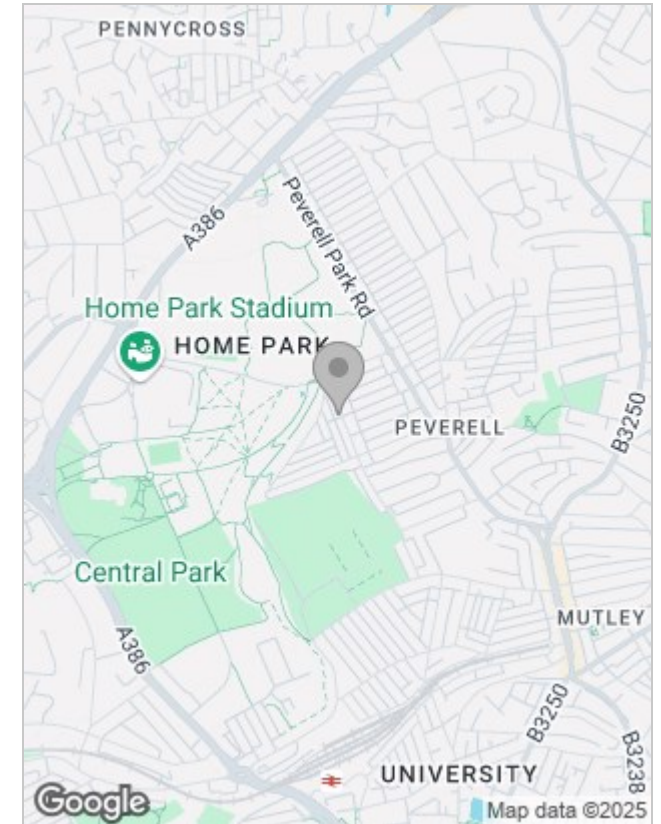 PENNYCROSS
A386
Peverell Park Rd
Home Park Stadium
HOME PARK
PEVERELL
B3250
Central Park
A386
MUTLEY
B3250
B3238
UNIVERSITY
Google
Map data ©2025